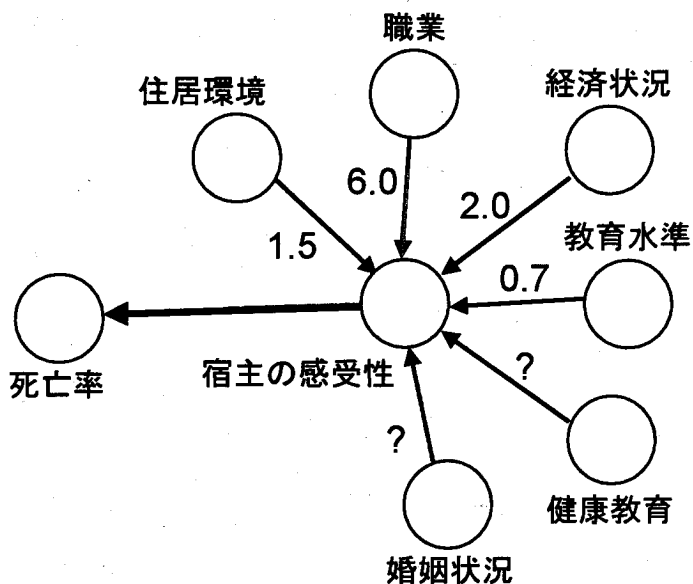 職業
住居環境
経済状況
6.0
2.0
1.5
教育水準
0.7
宿主の感受性
死亡率
?
?
健康教育
婚姻状況